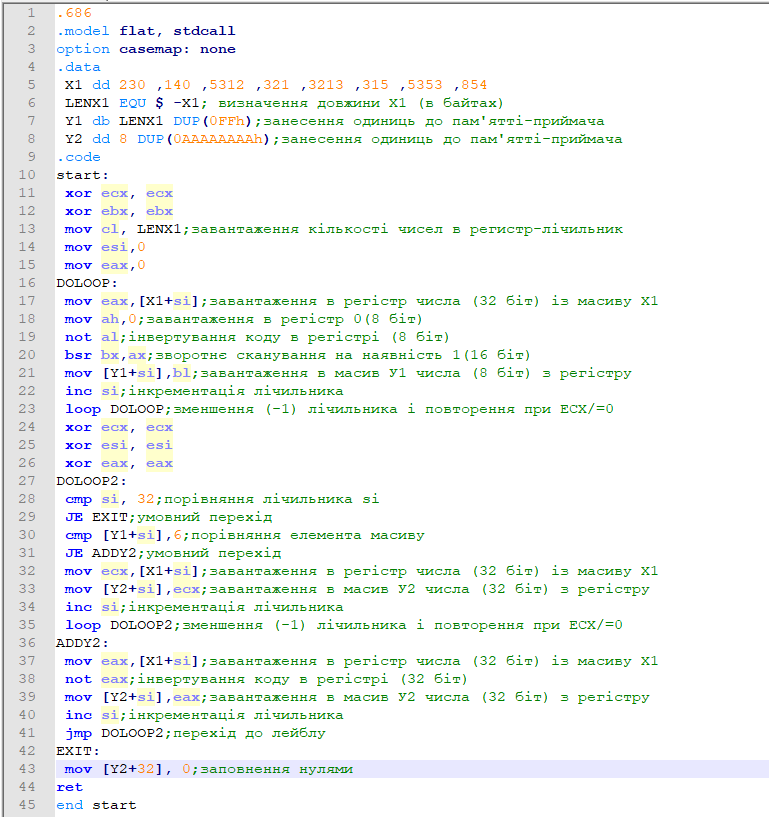 1 .686
2 .model flat, stdcall
3 option casemap: none
4 .data
5 X1 dd 230 ,140 ,5312 ,321 ,3213 ,315 ,5353 ,854
6 LENX1 EQU $ -X1; визначення довжини X1 (в байтах)
7 Y1 db LENX1 DUP(0FFh);занесення одиниць до пам'ятті-приймача
8 Y2 dd 8 DUP(0AAAAAAAAh);занесення одиниць до пам'ятті-приймача
9 .code
10 start:
11 xor ecx, ecx
12 xor ebx, ebx
13 mov cl, LENX1;завантаження кількості чисел в регистр-лічильник
14 mov esi,0
15 mov eax,0
16 DOLOOP:
17 mov eax,[X1+si];завантаження в регістр числа (32 біт) із масиву X1
18 mov ah,0;завантаження в регістр 0(8 біт)
19 not al;інвертування коду в регістрі (8 біт)
20 bsr bx,ax;зворотнє сканування на наявність 1(16 біт)
21 mov [Y1+si],bl;завантаження в масив У1 числа (8 біт) з регістру
22 inc si;інкрементація лічильника
23 loop DOLOOP;зменшення (-1) лічильника і повторення при ECX/=0
24 xor ecx, ecx
25 xor esi, esi
26 xor eax, eax
27 DOLOOP2:
28 cmp si, 32;порівняння лічильника si
29 JE EXIT;умовний перехід
30 cmp [Y1+si],6;порівняння елемента масиву
31 JE ADDY2;умовний перехід
32 mov ecx,[X1+si];завантаження в регістр числа (32 біт) із масиву X1
33 mov [Y2+si],ecx;завантаження в масив У2 числа (32 біт) з регістру
34 inc si;інкрементація лічильника
35 loop DOLOOP2;зменшення (-1) лічильника і повторення при ECX/=0
36 ADDY2:
37 mov eax,[X1+si];завантаження в регістр числа (32 біт) із масиву X1
38 not eax;інвертування коду в регістрі (32 біт)
39 mov [Y2+si],eax;завантаження в масив У2 числа (32 біт) з регістру
40 inc si;інкрементація лічильника
41 jmp DOLOOP2;перехід до лейблу
42 EXIT:
43 mov [Y2+32], 0;заповнення нулями
44 ret
45 end start